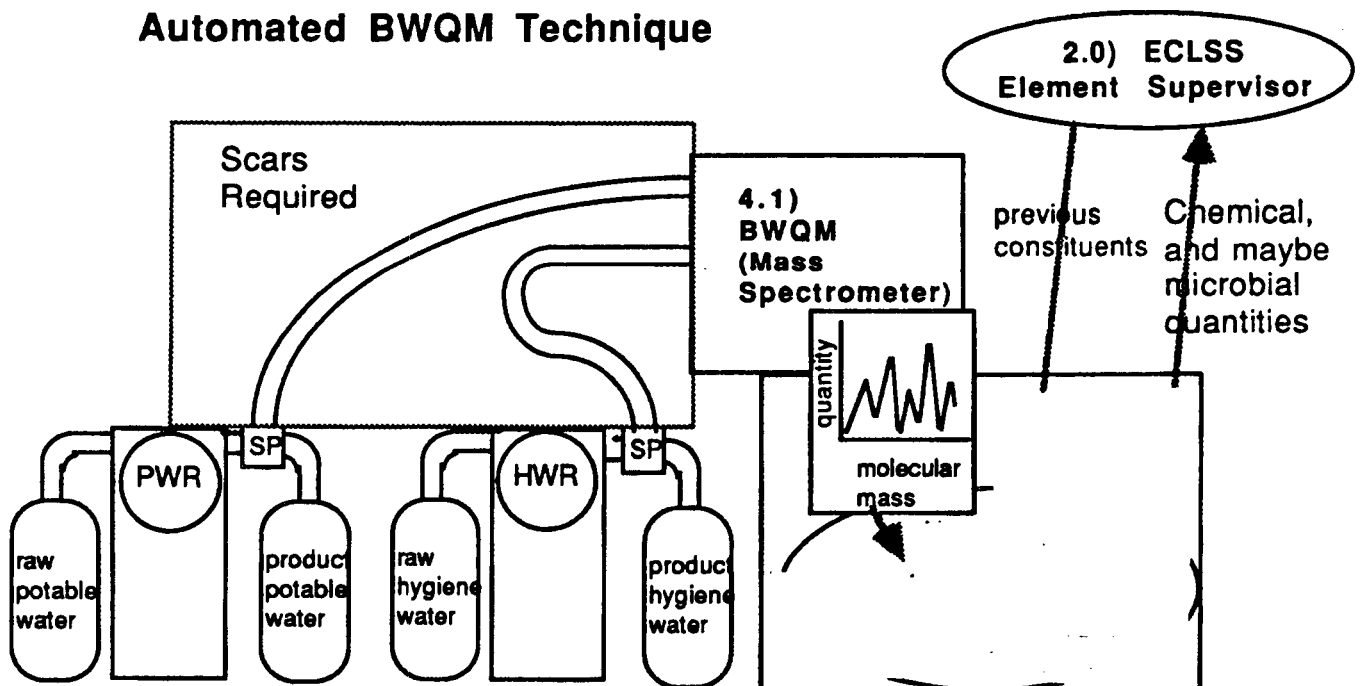 Automated BWQM Technique
2.0) ECLSS
Element Supervisor
Scars
Required
4.1)
BWQM
(Mass
Spectrometer)
previous
constituents
Chemical,
and maybe
microbial
quantities
quantity
molecular
mass
SP
SP
PWR
HWR
raw
potable
water
product
potable
water
raw
hygiene
water
product
hygiene
water